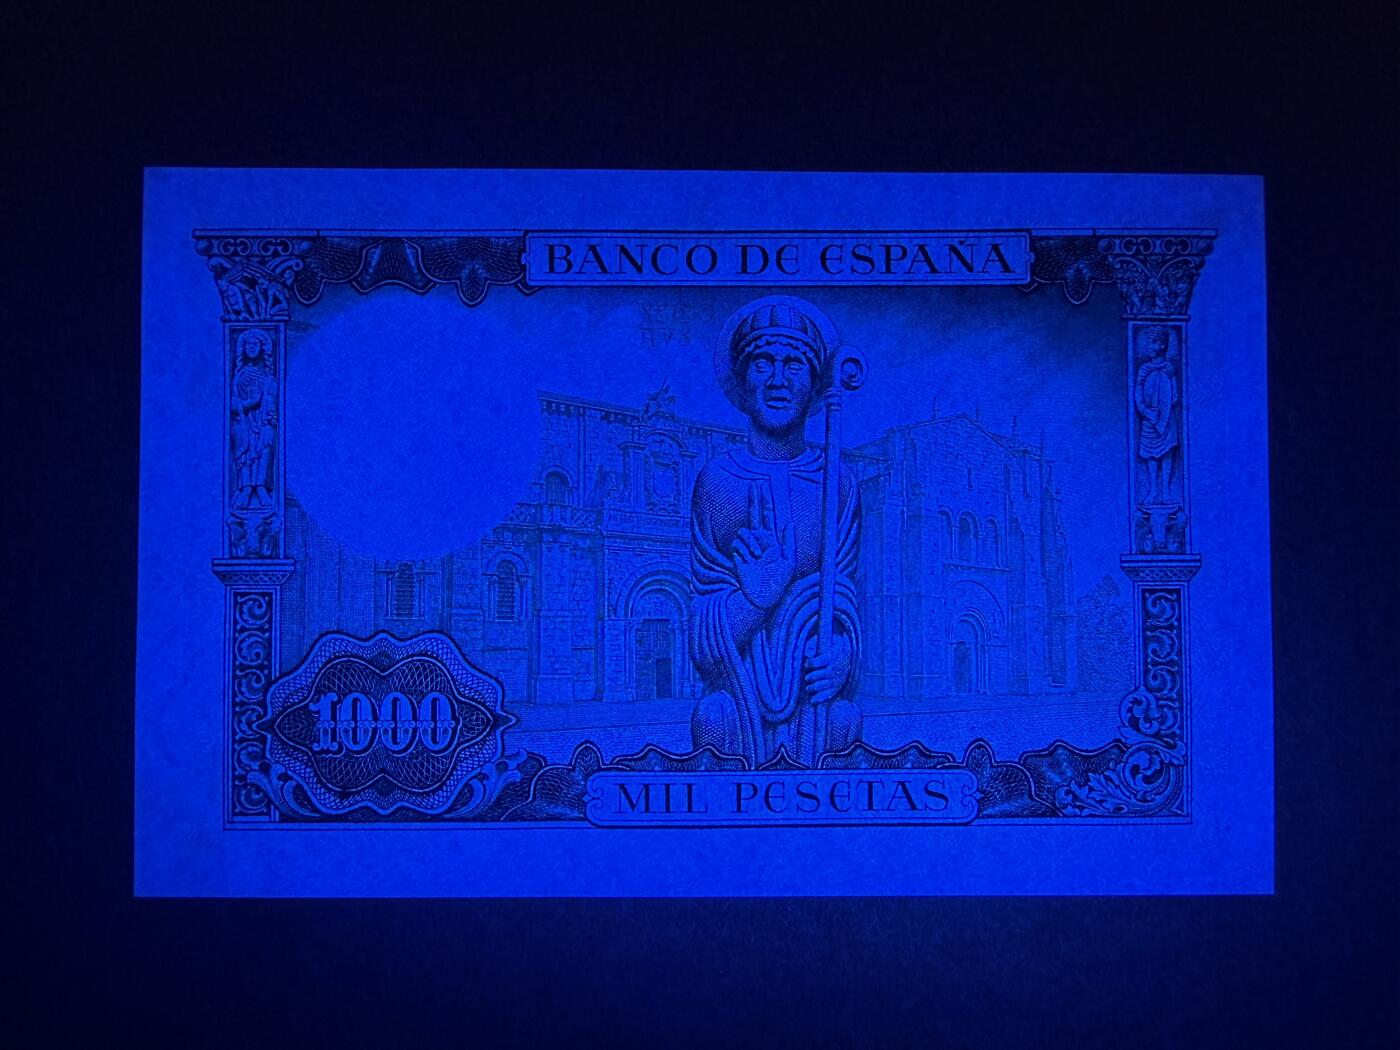 BANCO DE ESPAÑA
1000
MIL PESETAS